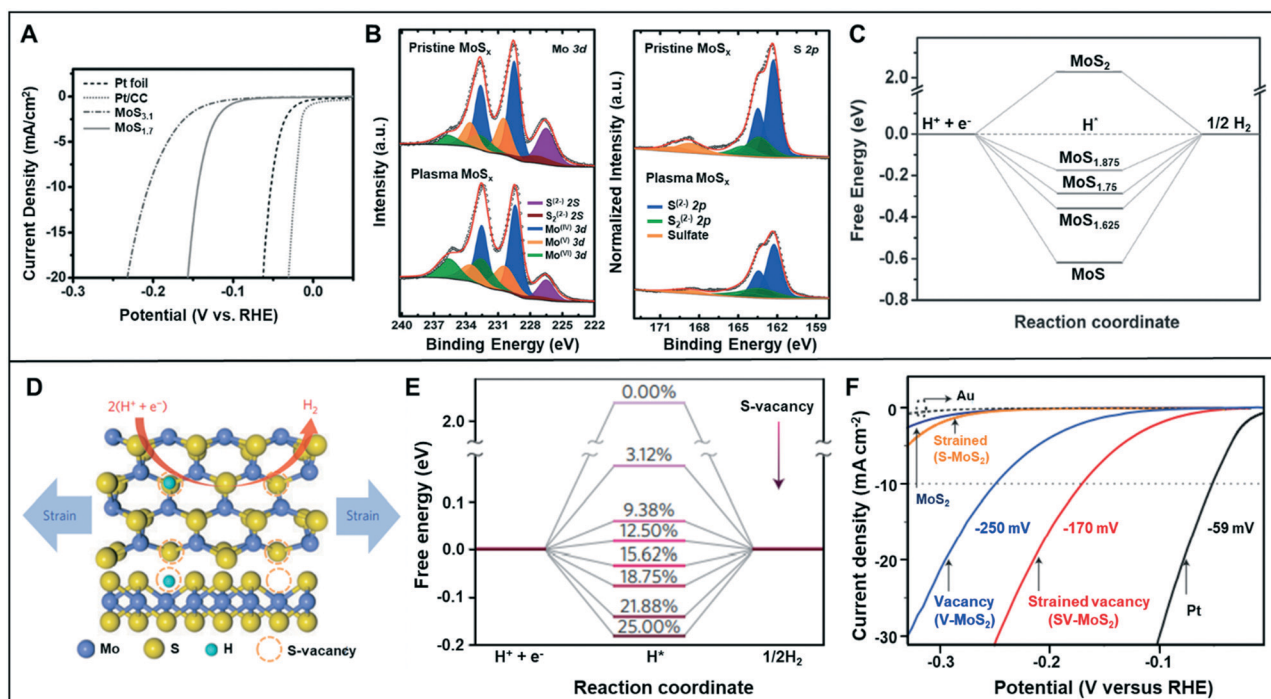 A
Pt foil
Pt/CC
MoS3.1
MoS1.7
0
-5
-10
-15
-20
-0.3
-0.2
-0.1
0.0
Current Density (mA/cm²)
Potential (V vs. RHE)
B
Pristine MoSx
Mo 3d
Plasma MoSx
S(2-) 2S
S2(2-) 2S
Mo(IV) 3d
Mo(V) 3d
Mo(VI) 3d
Intensity (a.u.)
240 237 234 231 228 225 222
Binding Energy (eV)
Pristine MoSx
S 2p
Plasma MoSx
S(2-) 2p
S2(2-) 2p
Sulfate
Normalized Intensity (a.u.)
171 168 165 162 159
Binding Energy (eV)
C
MoS2
H+ + e-
H*
1/2 H2
MoS1.875
MoS1.75
MoS1.625
MoS
2.0
0.0
-0.2
-0.4
-0.6
-0.8
Free Energy (eV)
Reaction coordinate
D
2(H+ + e-)
H2
Strain
Strain
Mo
S
H
S-vacancy
E
0.00%
S-vacancy
3.12%
9.38%
12.50%
15.62%
18.75%
21.88%
25.00%
2.0
0.1
0.0
-0.1
-0.2
Free energy (eV)
H+ + e-
H*
1/2H2
Reaction coordinate
F
Au
Strained
(S-MoS2)
MoS2
-250 mV
-170 mV
-59 mV
Vacancy
(V-MoS2)
Strained vacancy
(SV-MoS2)
Pt
0
-10
-20
-30
-0.3
-0.2
-0.1
Current density (mA cm-2)
Potential (V versus RHE)